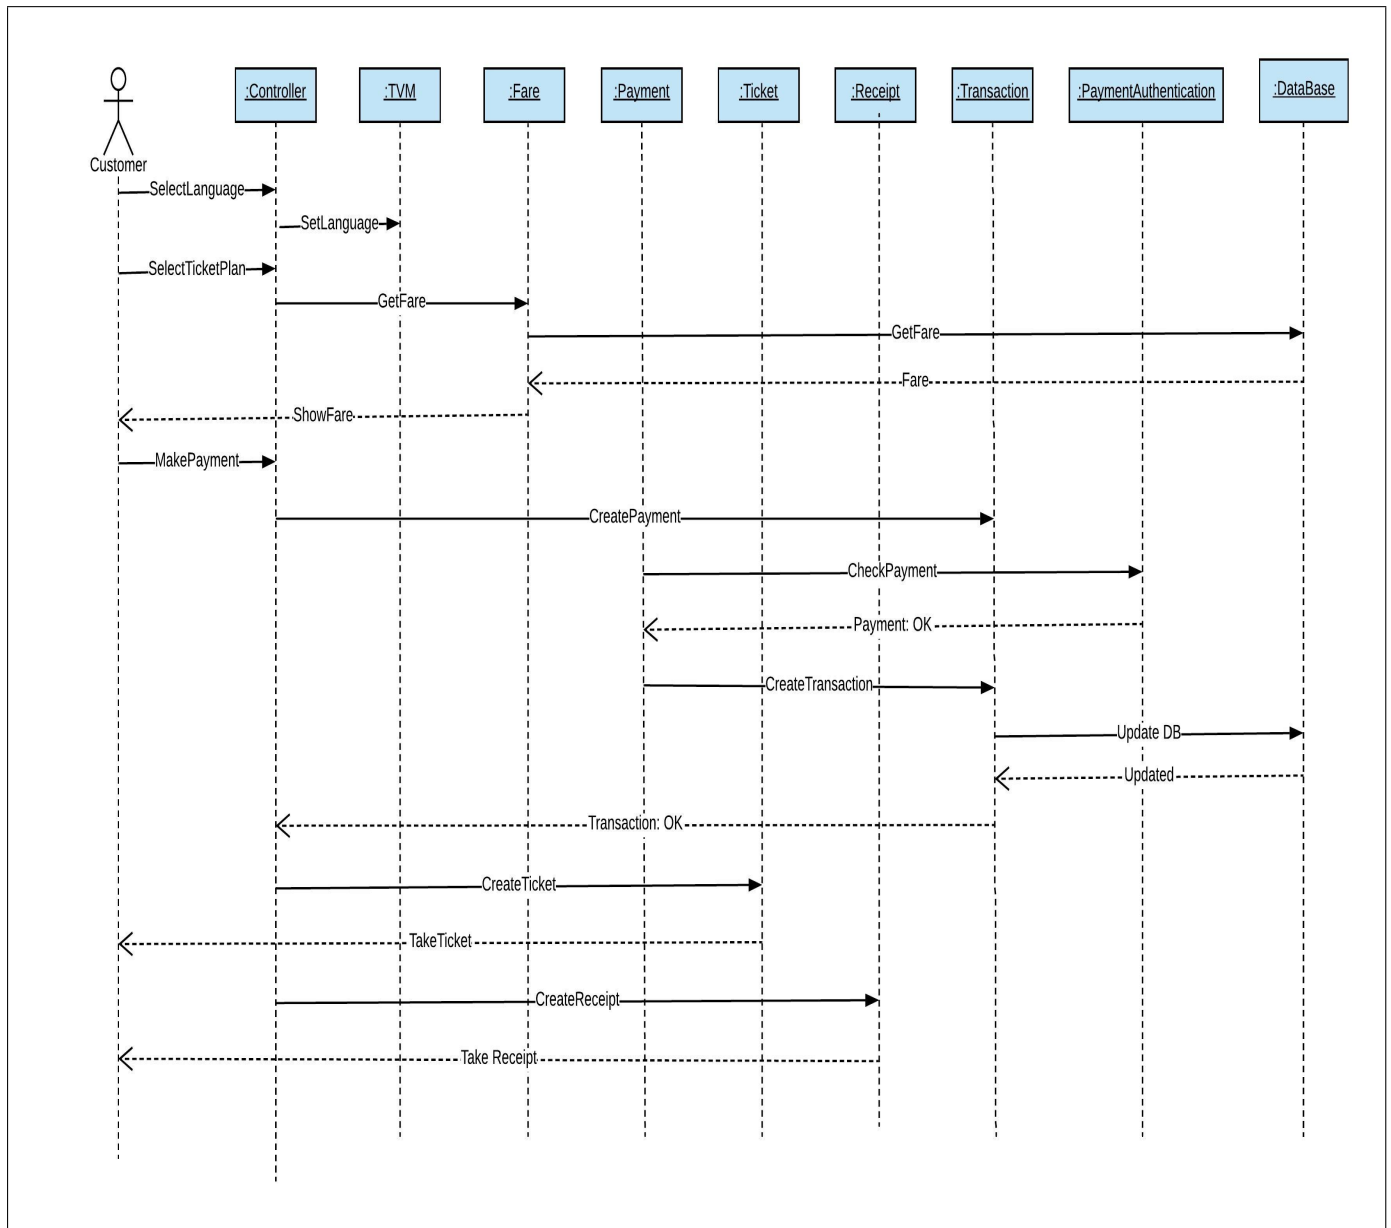 :Controller
:TVM
:Fare
:Payment
:Ticket
:Receipt
:Transaction
:PaymentAuthentication
:DataBase
Customer
SelectLanguage
SetLanguage
SelectTicketPlan
GetFare
GetFare
Fare
ShowFare
MakePayment
CreatePayment
CheckPayment
Payment: OK
CreateTransaction
Update DB
Updated
Transaction: OK
CreateTicket
TakeTicket
CreateReceipt
Take Receipt